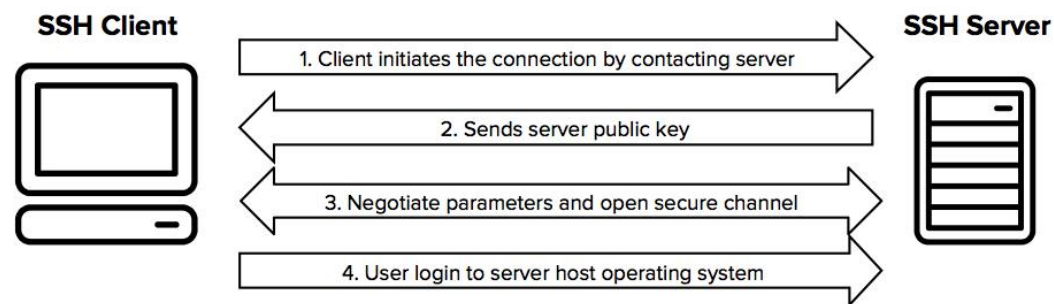 SSH Client
SSH Server
1. Client initiates the connection by contacting server
2. Sends server public key
3. Negotiate parameters and open secure channel
4. User login to server host operating system